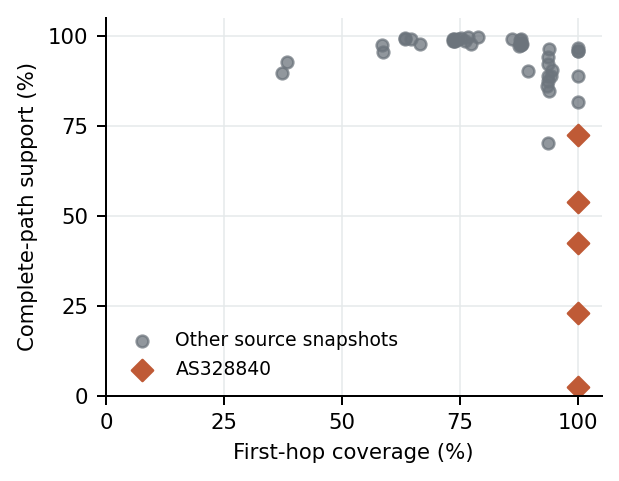 Complete-path support (%)
100
75
50
25
0
Other source snapshots
AS328840
0 25 50 75 100
First-hop coverage (%)